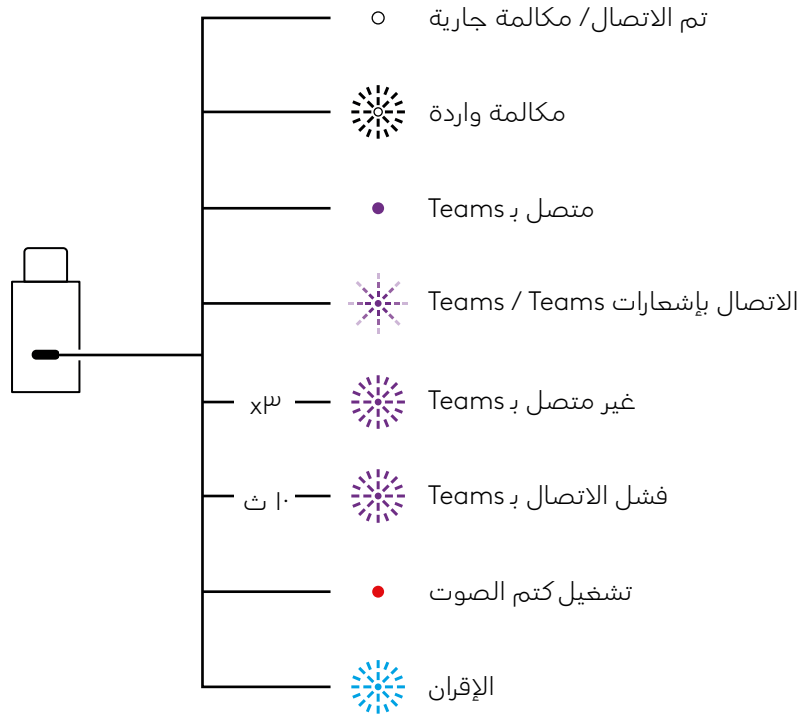 تم الاتصال/ مكالمة جارية
مكالمة واردة
متصل بـ Teams
الاتصال بإشعارات Teams / Teams
x٣ غير متصل بـ Teams
١٠ ث فشل الاتصال بـ Teams
تشغيل كتم الصوت
الإقران